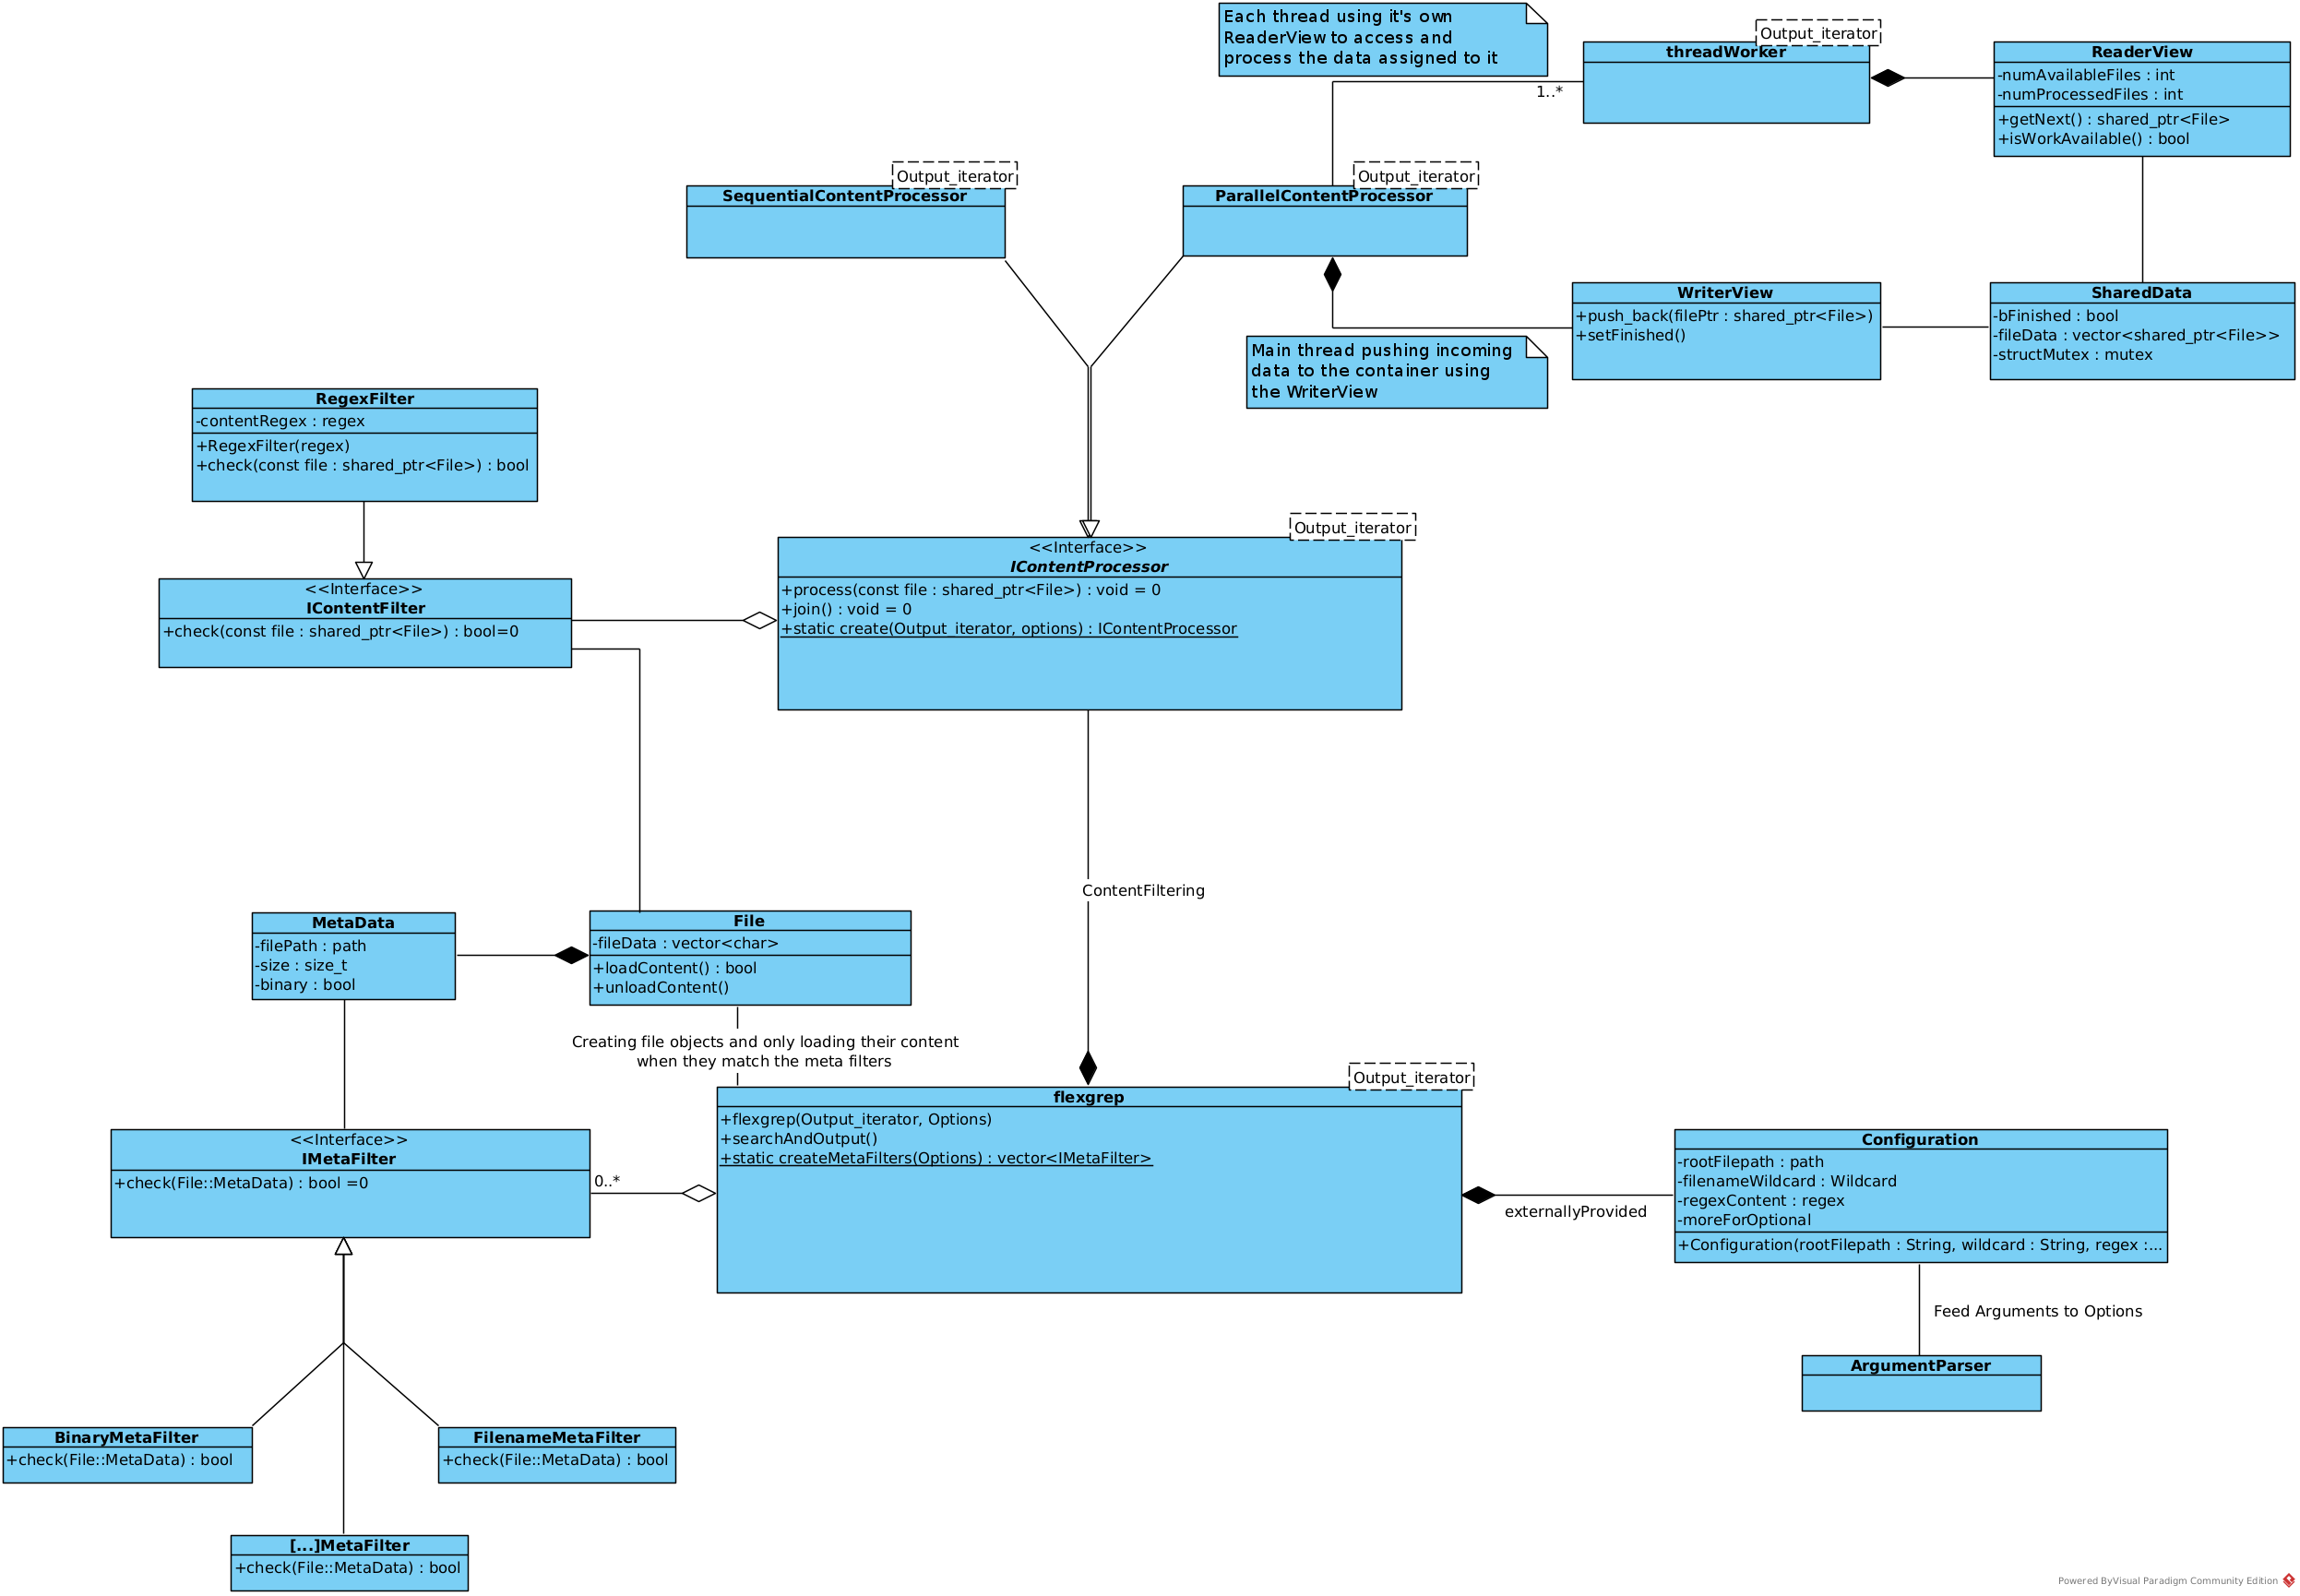 Each thread using it's own
ReaderView to access and
process the data assigned to it
Output_iterator
threadWorker
1..*
ReaderView
-numAvailableFiles : int
-numProcessedFiles : int
+getNext() : shared_ptr<File>
+isWorkAvailable() : bool
Output_iterator
SequentialContentProcessor
Output_iterator
ParallelContentProcessor
WriterView
+push_back(filePtr : shared_ptr<File>)
+setFinished()
SharedData
-bFinished : bool
-fileData : vector<shared_ptr<File>>
-structMutex : mutex
Main thread pushing incoming
data to the container using
the WriterView
RegexFilter
-contentRegex : regex
+RegexFilter(regex)
+check(const file : shared_ptr<File>) : bool
Output_iterator
<<Interface>>
IContentProcessor
+process(const file : shared_ptr<File>) : void = 0
+join() : void = 0
+static create(Output_iterator, options) : IContentProcessor
<<Interface>>
IContentFilter
+check(const file : shared_ptr<File>) : bool=0
ContentFiltering
MetaData
-filePath : path
-size : size_t
-binary : bool
File
-fileData : vector<char>
+loadContent() : bool
+unloadContent()
Creating file objects and only loading their content
when they match the meta filters
Output_iterator
flexgrep
+flexgrep(Output_iterator, Options)
+searchAndOutput()
+static createMetaFilters(Options) : vector<IMetaFilter>
<<Interface>>
IMetaFilter
+check(File::MetaData) : bool =0
0..*
externallyProvided
Configuration
-rootFilepath : path
-filenameWildcard : Wildcard
-regexContent : regex
-moreForOptional
+Configuration(rootFilepath : String, wildcard : String, regex :...
Feed Arguments to Options
ArgumentParser
BinaryMetaFilter
+check(File::MetaData) : bool
FilenameMetaFilter
+check(File::MetaData) : bool
[...]MetaFilter
+check(File::MetaData) : bool
Powered ByVisual Paradigm Community Edition